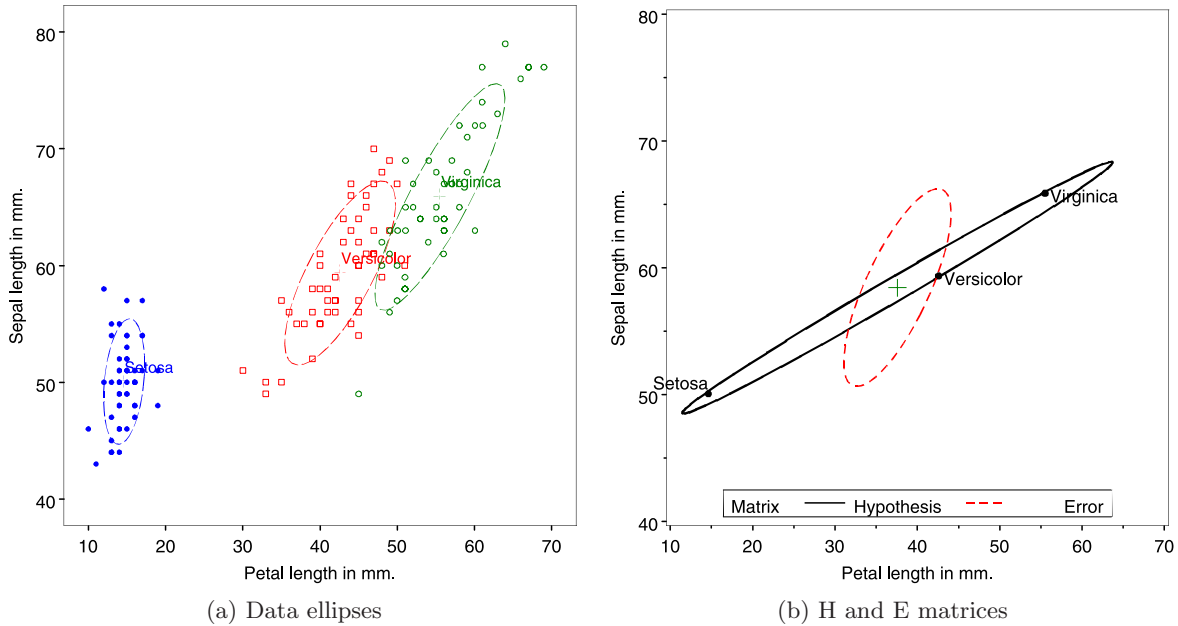 80
70
60
50
40
Sepal length in mm.
Virginica
Versicolor
Setosa
10 20 30 40 50 60 70
Petal length in mm.
(a) Data ellipses
80
70
60
50
40
Sepal length in mm.
Virginica
Versicolor
Setosa
Matrix Hypothesis Error
10 20 30 40 50 60 70
Petal length in mm.
(b) H and E matrices